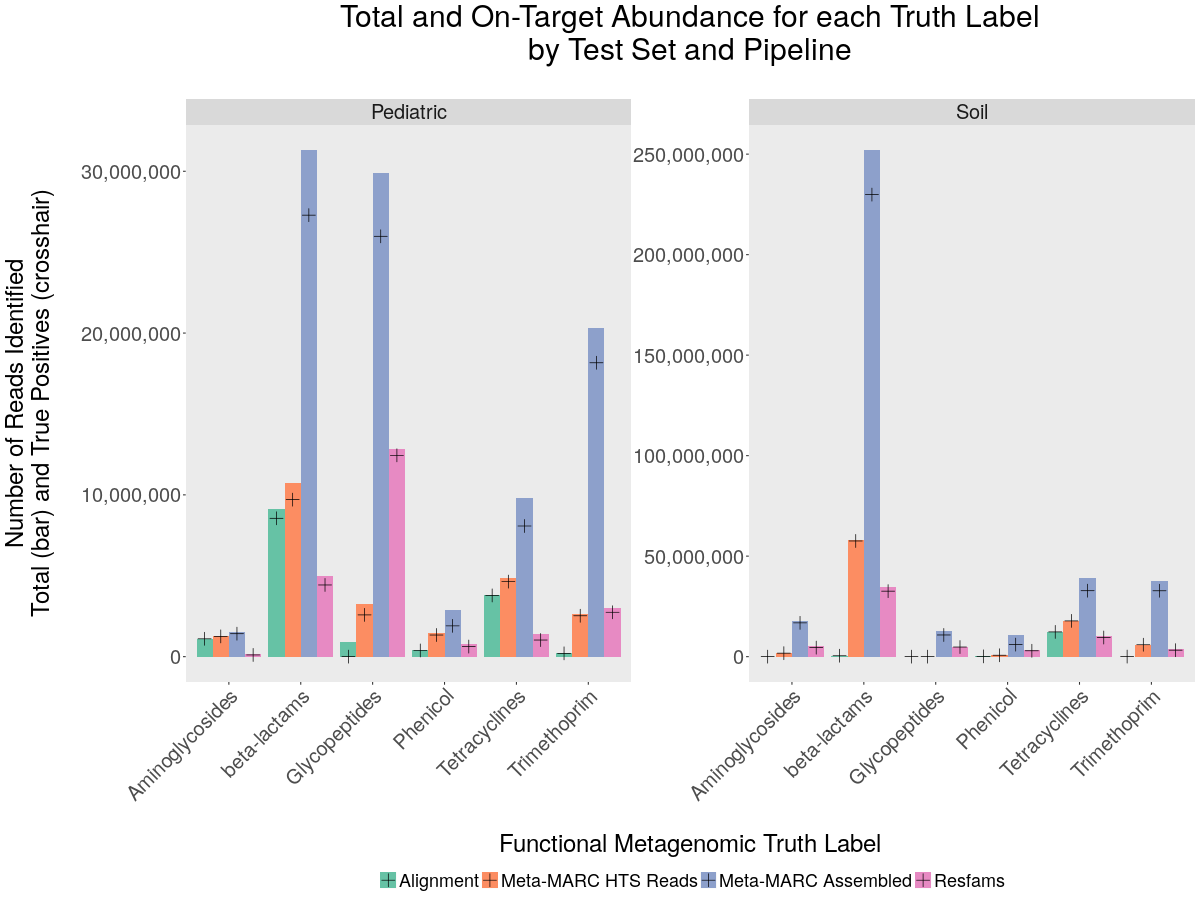 Total and On-Target Abundance for each Truth Label
by Test Set and Pipeline
Number of Reads Identified
Total (bar) and True Positives (crosshair)
Pediatric
30,000,000
20,000,000
10,000,000
0
Aminoglycosides
beta-lactams
Glycopeptides
Phenicol
Tetracyclines
Trimethoprim
Soil
250,000,000
200,000,000
150,000,000
100,000,000
50,000,000
0
Aminoglycosides
beta-lactams
Glycopeptides
Phenicol
Tetracyclines
Trimethoprim
Functional Metagenomic Truth Label
Alignment Meta-MARC HTS Reads Meta-MARC Assembled Resfams